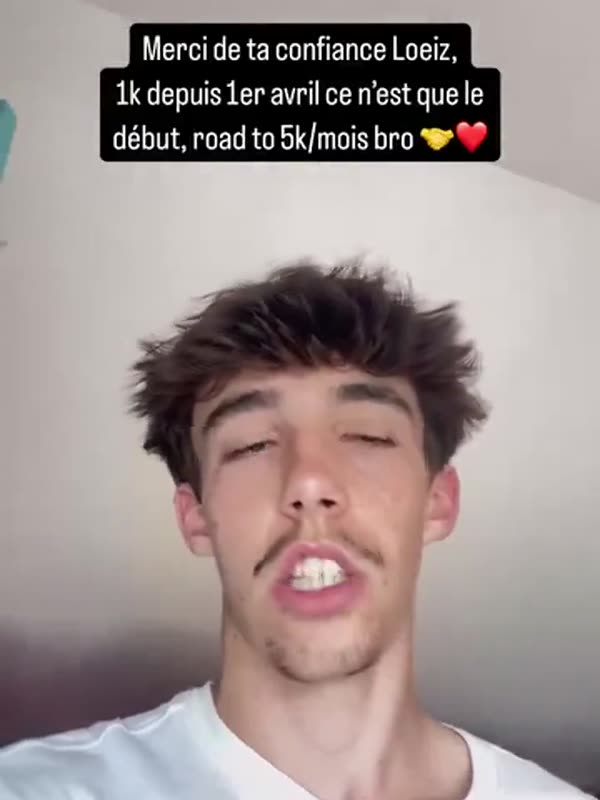 Merci de ta confiance Loeiz,
1k depuis 1er avril ce n’est que le
début, road to 5k/mois bro 🤝❤️